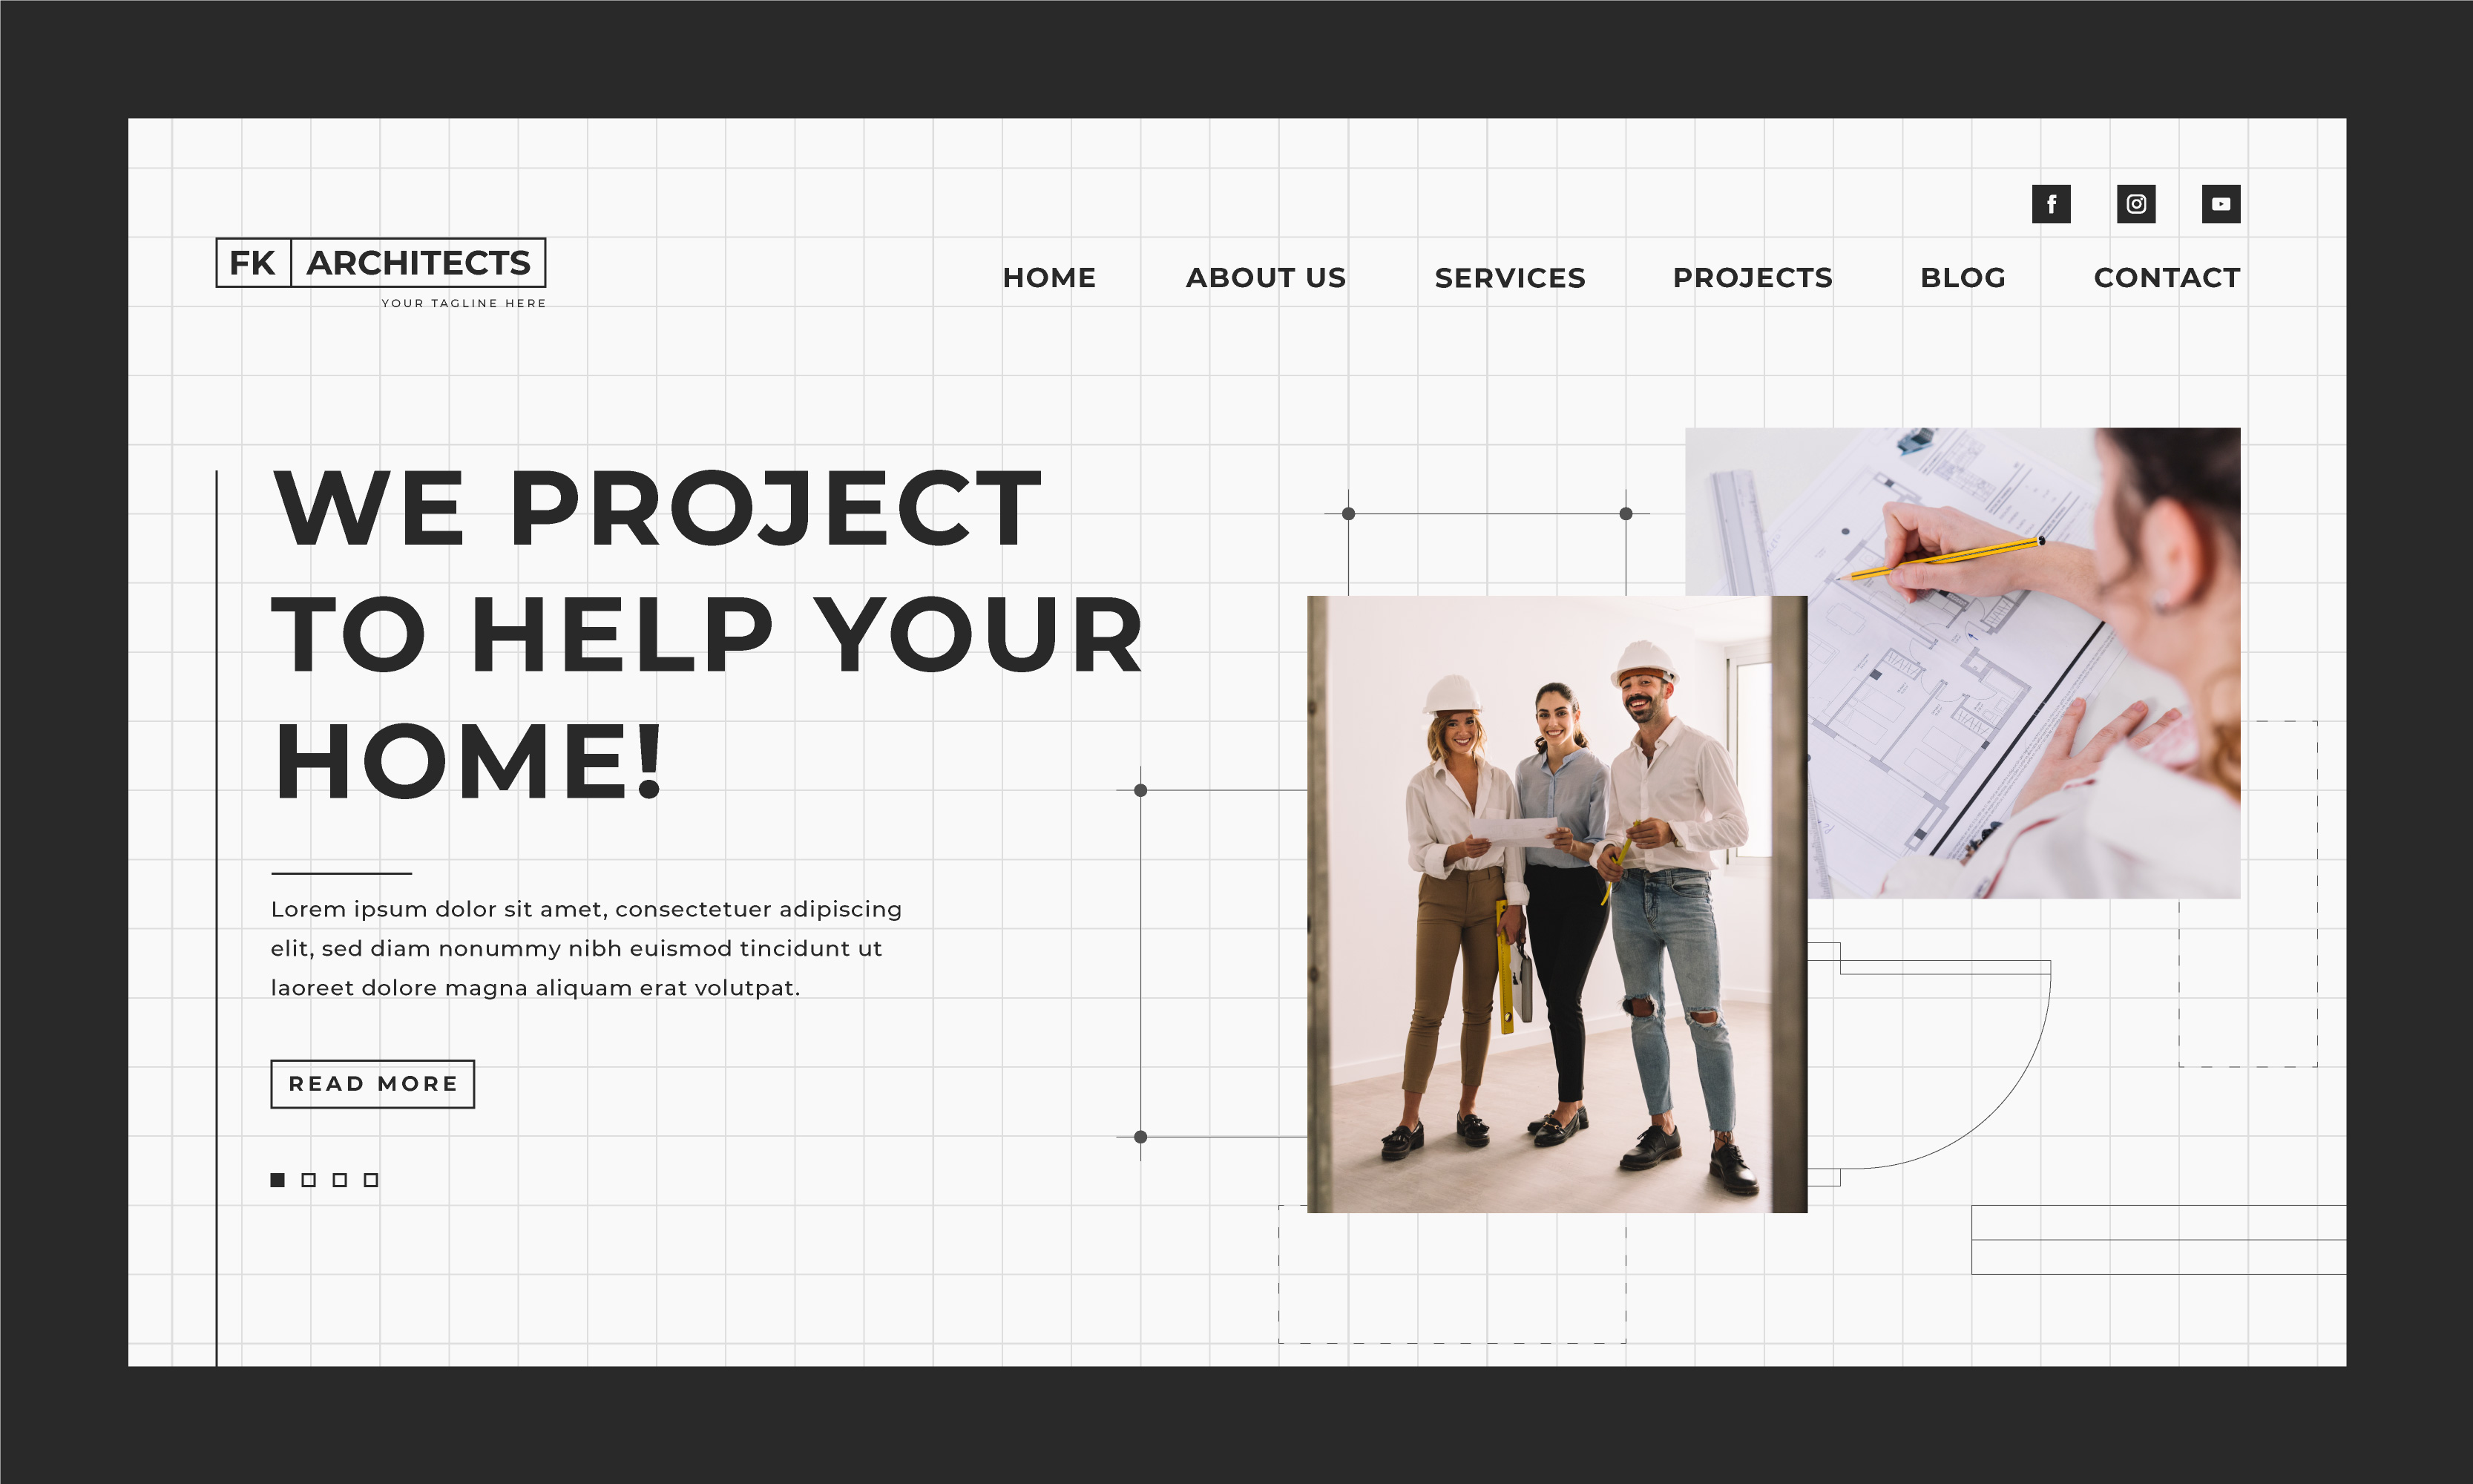 FK ARCHITECTS
YOUR TAGLINE HERE
HOME ABOUT US SERVICES PROJECTS BLOG CONTACT
WE PROJECT
TO HELP YOUR
HOME!
Lorem ipsum dolor sit amet, consectetuer adipiscing
elit, sed diam nonummy nibh euismod tincidunt ut
laoreet dolore magna aliquam erat volutpat.
READ MORE